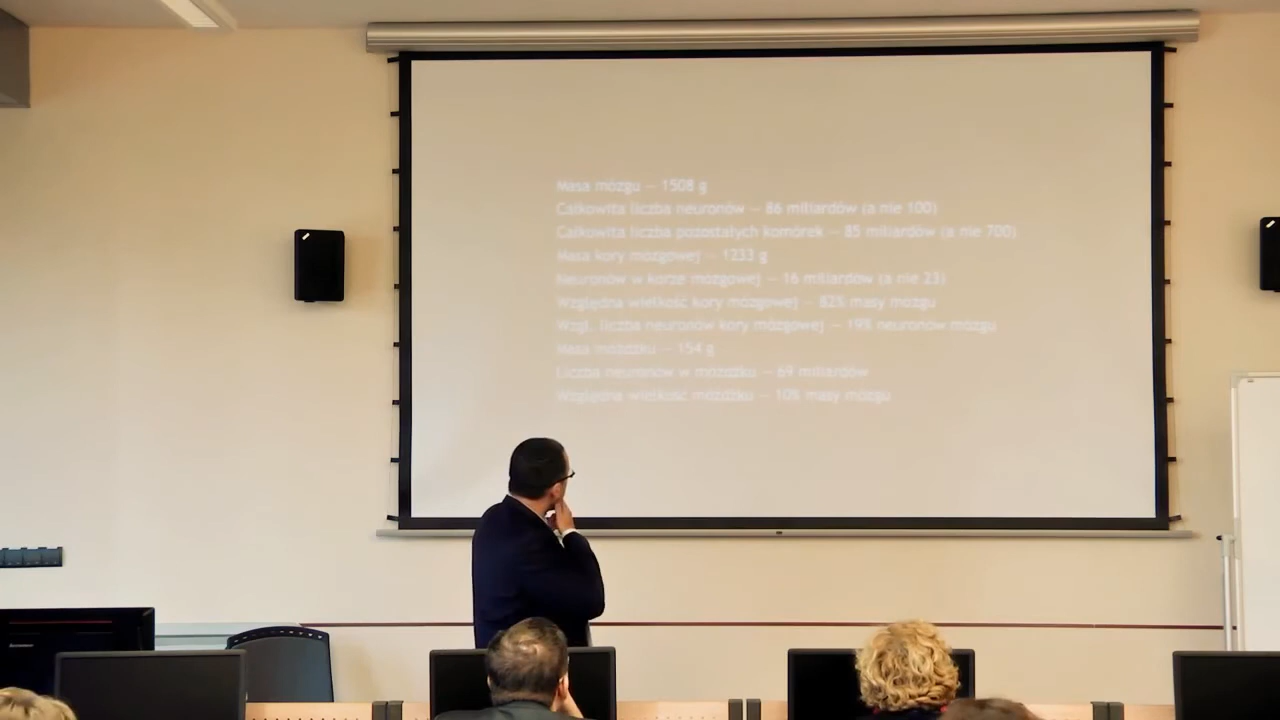 Masa mózgu – 1508 g
Całkowita liczba neuronów – 86 miliardów (a nie 100)
Całkowita liczba pozostałych komórek – 85 miliardów (a nie 700)
Masa kory mózgowej – 1233 g
Neuronów w korze mózgowej – 16 miliardów (a nie 23)
Względna wielkość kory mózgowej – 82% masy mózgu
Wzgl. liczba neuronów kory mózgowej – 19% neuronów mózgu
Masa móżdżku – 154 g
Liczba neuronów w móżdżku – 69 miliardów
Względna wielkość móżdżku – 10% masy mózgu